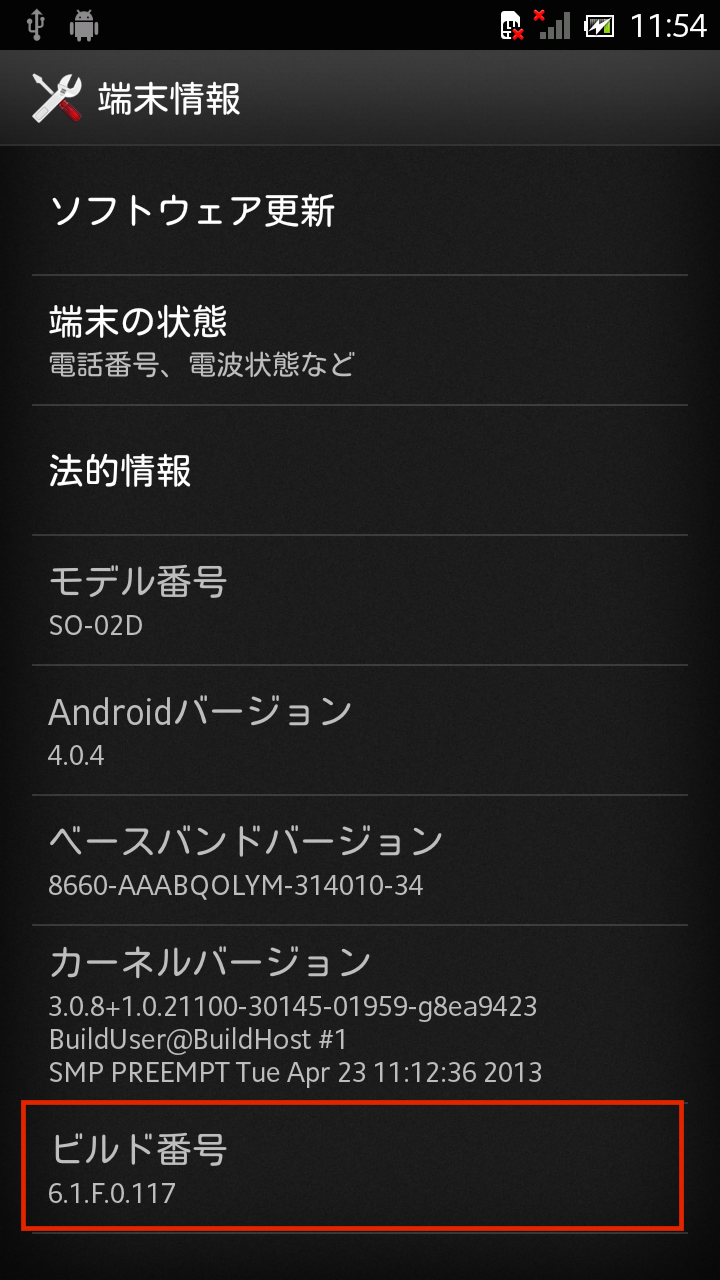 11:54
端末情報
ソフトウェア更新
端末の状態
電話番号、電波状態など
法的情報
モデル番号
SO-02D
Androidバージョン
4.0.4
ベースバンドバージョン
8660-AAABQOLYM-314010-34
カーネルバージョン
3.0.8+1.0.21100-30145-01959-g8ea9423
BuildUser@BuildHost #1
SMP PREEMPT Tue Apr 23 11:12:36 2013
ビルド番号
6.1.F.0.117